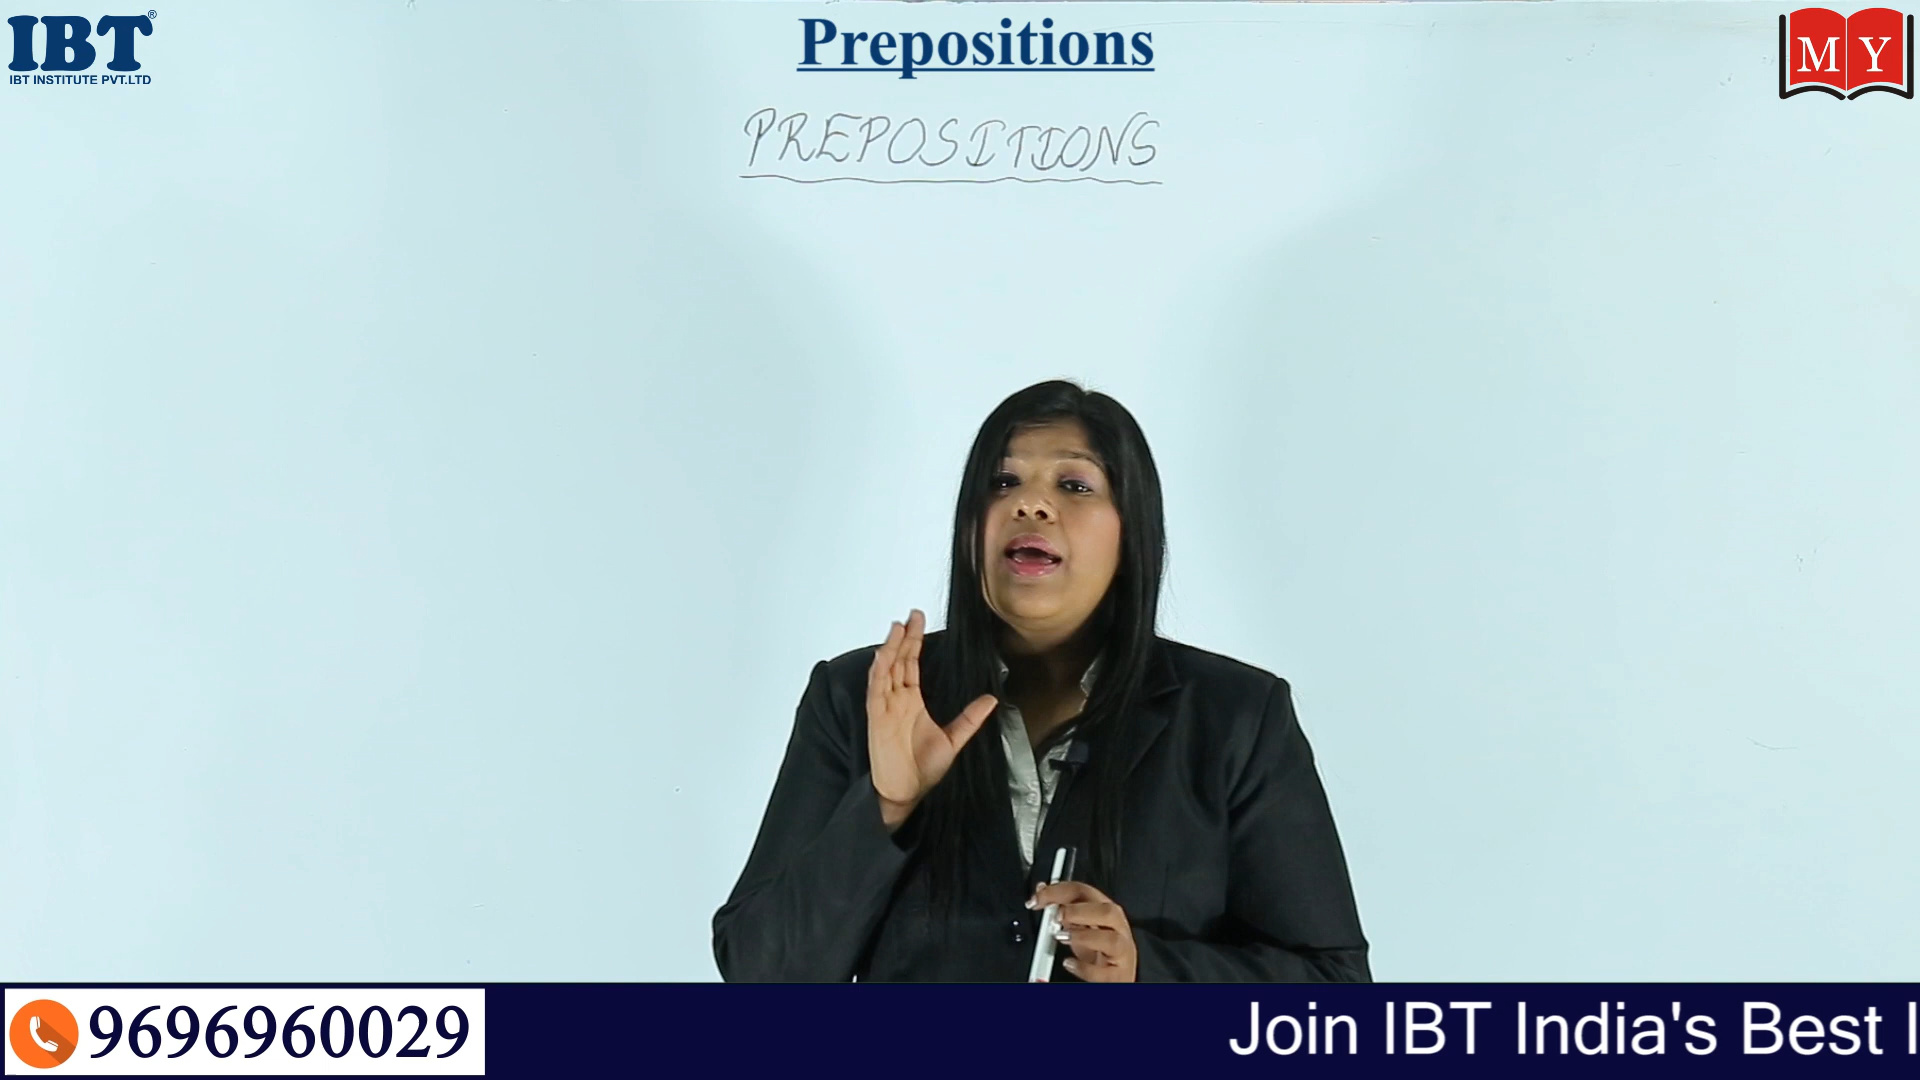 IBT®
IBT INSTITUTE PVT.LTD
Prepositions
MY
PREPOSITIONS
9696960029
Join IBT India's Best I